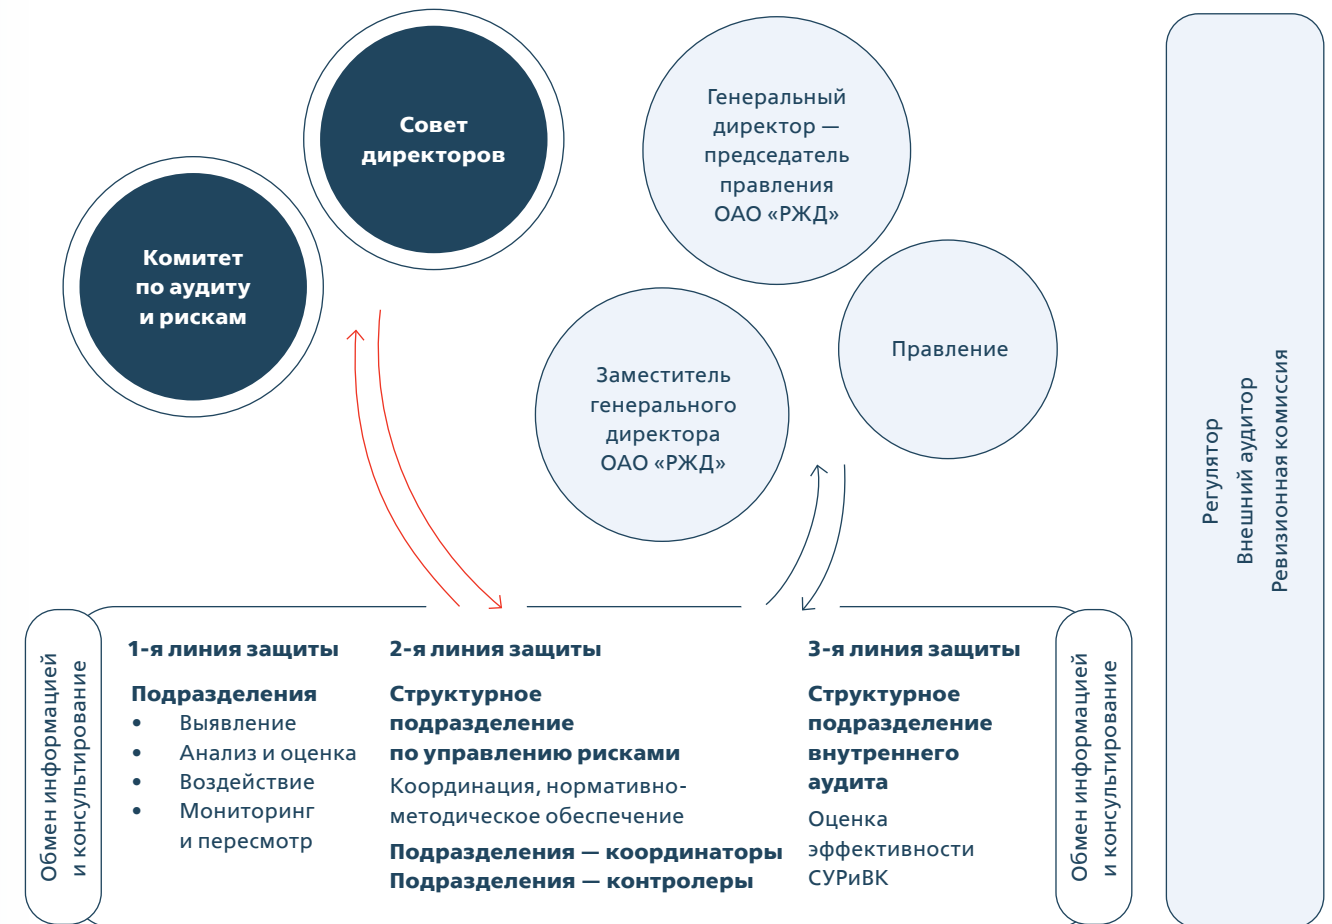 Совет
директоров
Комитет
по аудиту
и рискам
Генеральный
директор —
председатель
правления
ОАО «РЖД»
Заместитель
генерального
директора
ОАО «РЖД»
Правление
Регулятор
Внешний аудитор
Ревизионная комиссия
Обмен информацией
и консультирование
1-я линия защиты
Подразделения
• Выявление
• Анализ и оценка
• Воздействие
• Мониторинг
и пересмотр
2-я линия защиты
Структурное
подразделение
по управлению рисками
Координация, нормативно-
методическое обеспечение
Подразделения — координаторы
Подразделения — контролеры
3-я линия защиты
Структурное
подразделение
внутреннего
аудита
Оценка
эффективности
СУРиВК
Обмен информацией
и консультирование